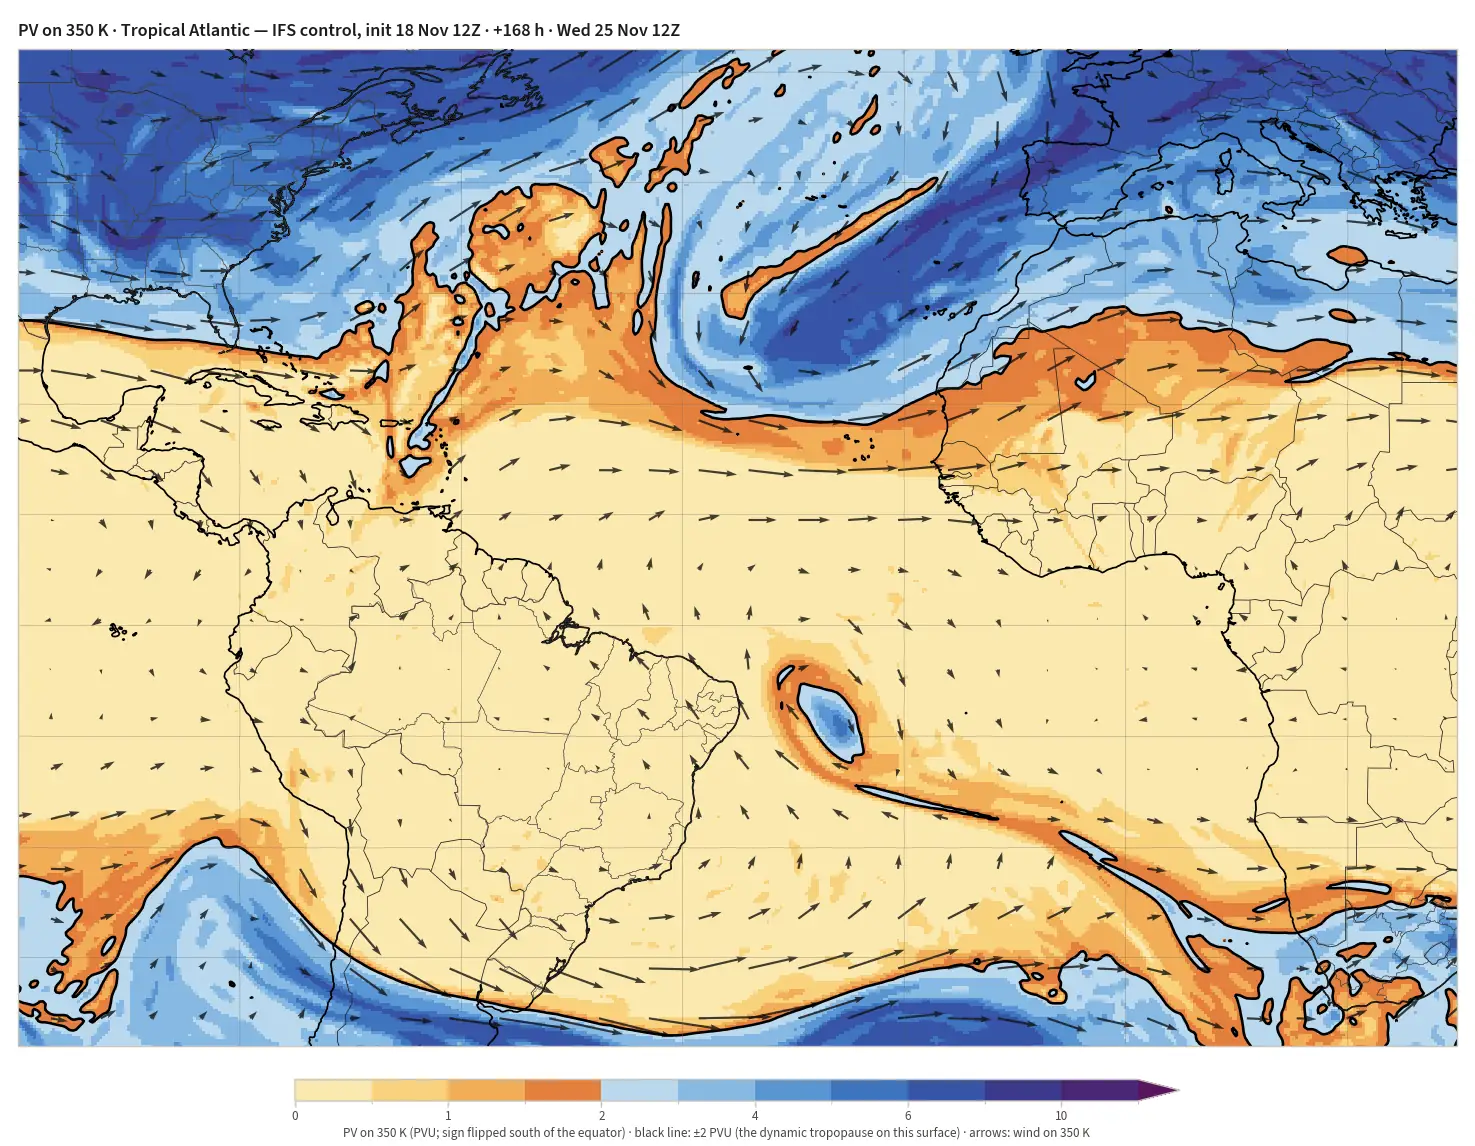 PV on 350 K · Tropical Atlantic — IFS control, init 18 Nov 12Z · +168 h · Wed 25 Nov 12Z
0 1 2 4 6 10
PV on 350 K (PVU; sign flipped south of the equator) · black line: ±2 PVU (the dynamic tropopause on this surface) · arrows: wind on 350 K